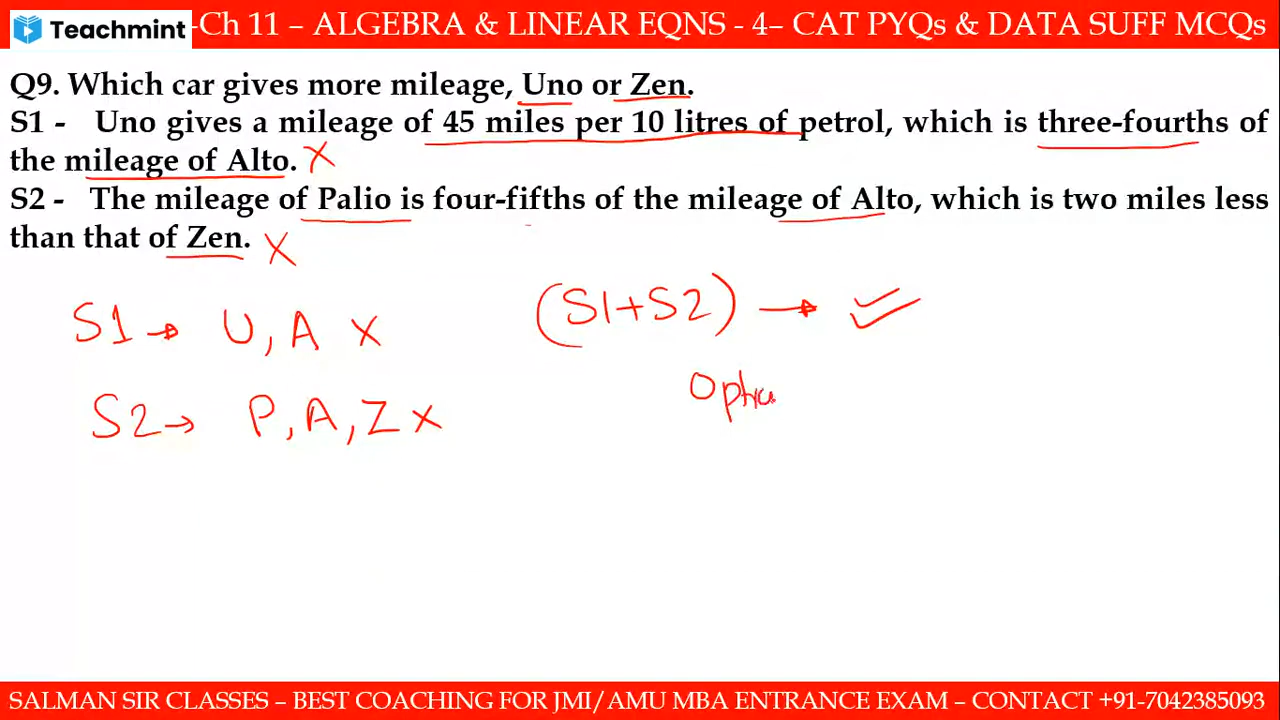 Teachmint -Ch 11 – ALGEBRA & LINEAR EQNS - 4– CAT PYQs & DATA SUFF MCQs
Q9. Which car gives more mileage, Uno or Zen.
S1 - Uno gives a mileage of 45 miles per 10 litres of petrol, which is three-fourths of
the mileage of Alto. X
S2 - The mileage of Palio is four-fifths of the mileage of Alto, which is two miles less
than that of Zen. X
S1 → U, A X
(S1+S2) → ✓
S2 → P, A, Z X
SALMAN SIR CLASSES – BEST COACHING FOR JMI/AMU MBA ENTRANCE EXAM – CONTACT +91-7042385093